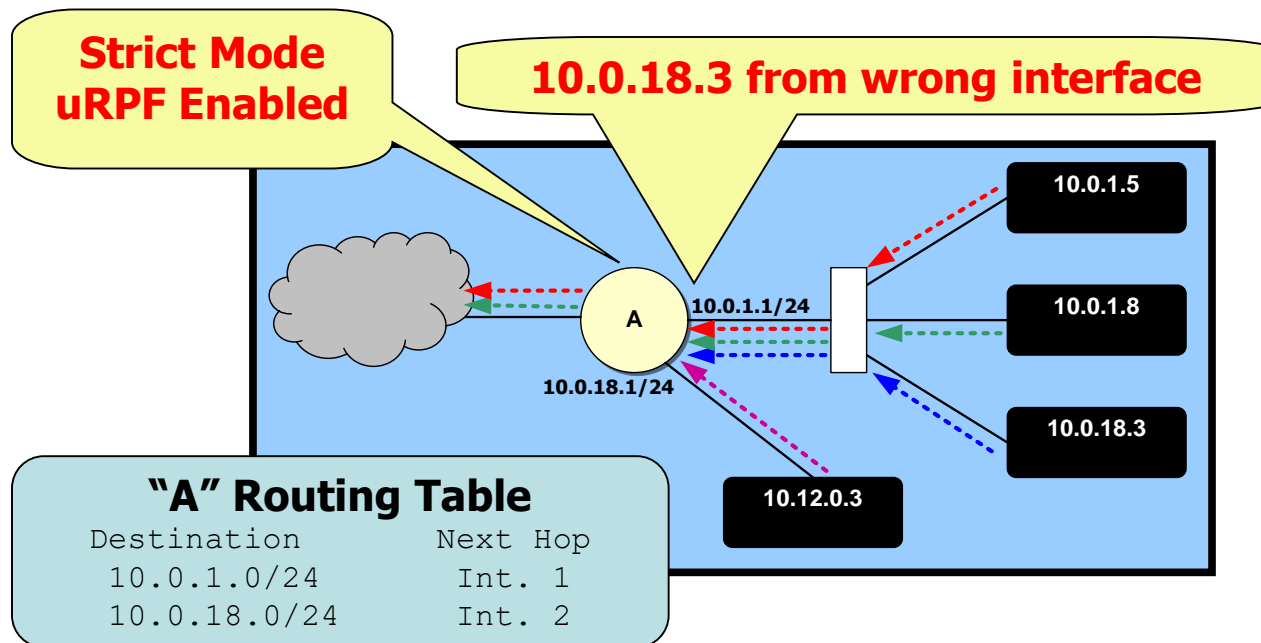 Strict Mode
uRPF Enabled
10.0.18.3 from wrong interface
10.0.1.5
10.0.1.8
10.0.1.1/24
A
10.0.18.1/24
10.0.18.3
10.12.0.3
“A” Routing Table
Destination Next Hop
10.0.1.0/24 Int. 1
10.0.18.0/24 Int. 2